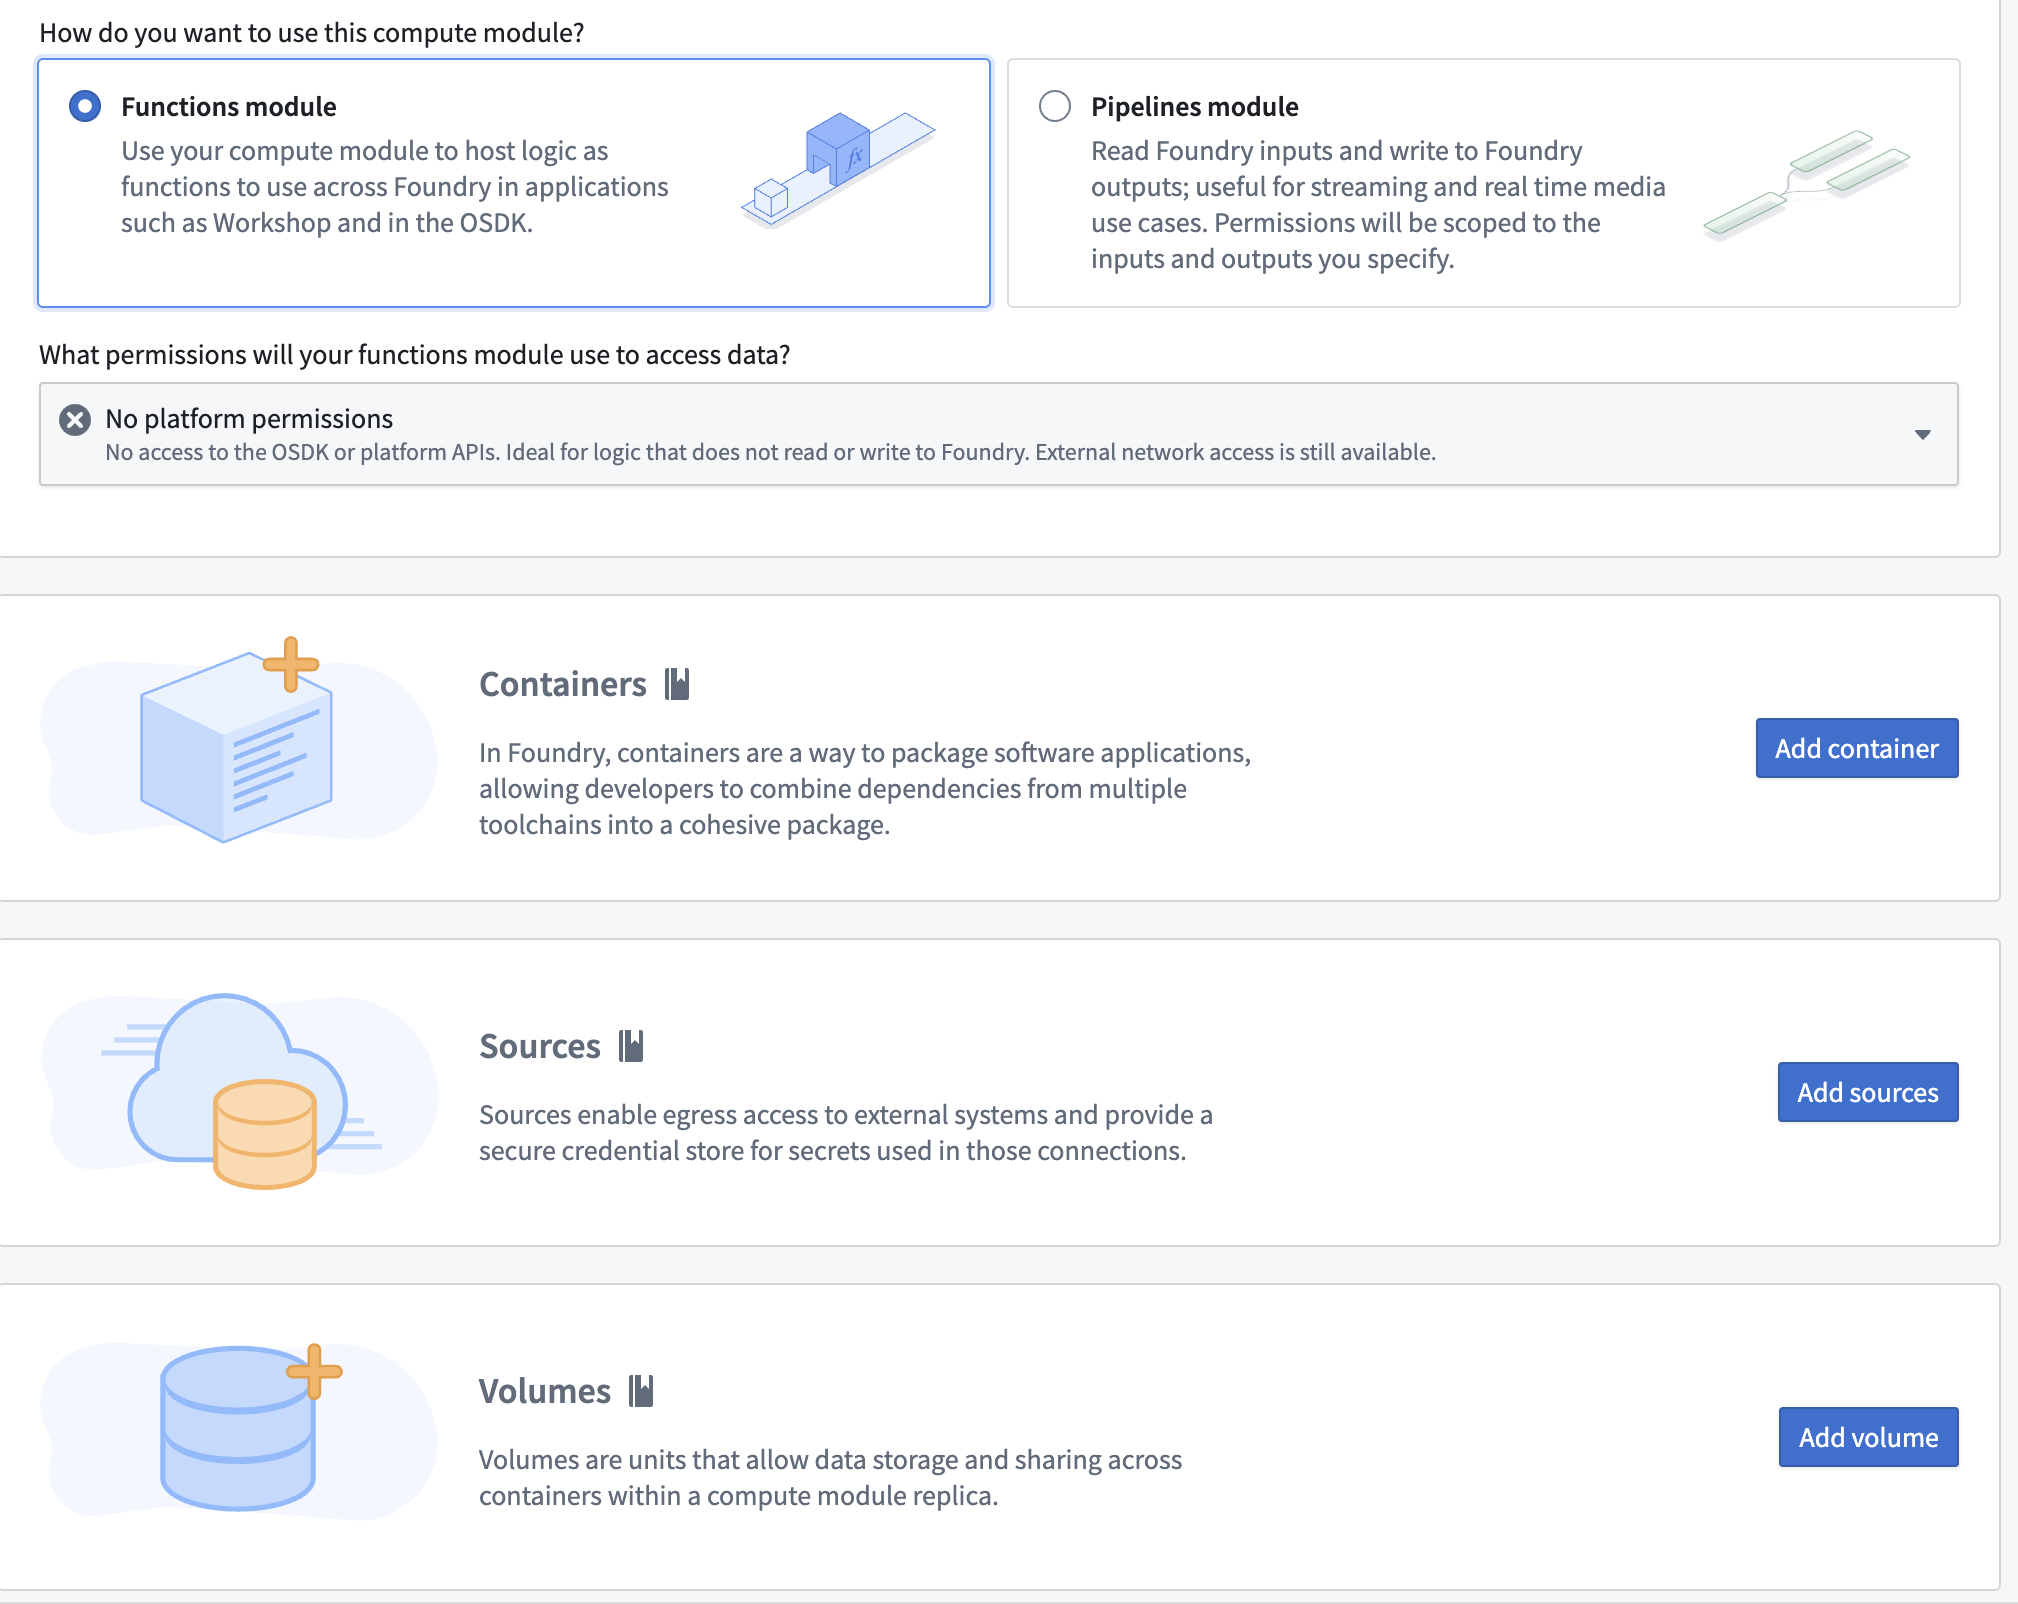 How do you want to use this compute module?
Functions module
Use your compute module to host logic as
functions to use across Foundry in applications
such as Workshop and in the OSDK.
fx
Pipelines module
Read Foundry inputs and write to Foundry
outputs; useful for streaming and real time media
use cases. Permissions will be scoped to the
inputs and outputs you specify.
What permissions will your functions module use to access data?
No platform permissions
No access to the OSDK or platform APIs. Ideal for logic that does not read or write to Foundry. External network access is still available.
Containers
In Foundry, containers are a way to package software applications,
allowing developers to combine dependencies from multiple
toolchains into a cohesive package.
Add container
Sources
Sources enable egress access to external systems and provide a
secure credential store for secrets used in those connections.
Add sources
Volumes
Volumes are units that allow data storage and sharing across
containers within a compute module replica.
Add volume